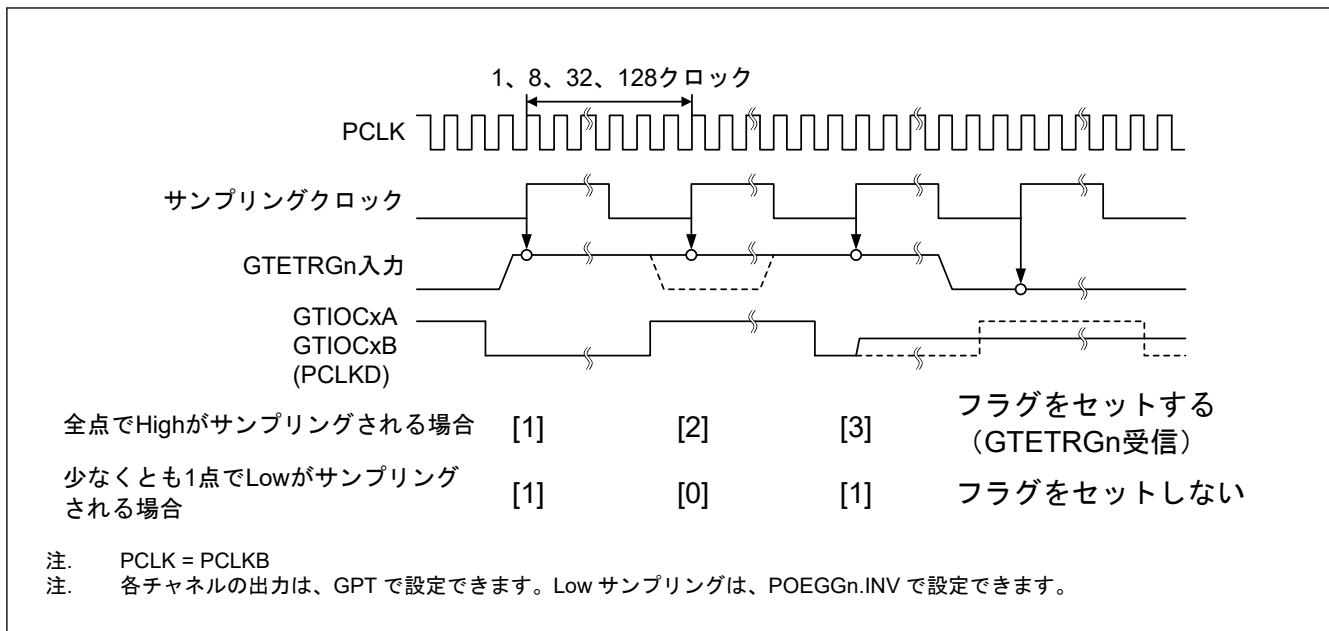 1、8、32、128クロック
PCLK
サンプリングクロック
GTETRGn入力
GTIOCxA
GTIOCxB
(PCLKD)
全点でHighがサンプリングされる場合 [1] [2] [3] フラグをセットする
（GTETRGn受信）
少なくとも1点でLowがサンプリング
される場合 [1] [0] [1] フラグをセットしない
注. PCLK = PCLKB
注. 各チャネルの出力は、GPT で設定できます。Low サンプリングは、POEGGn.INV で設定できます。